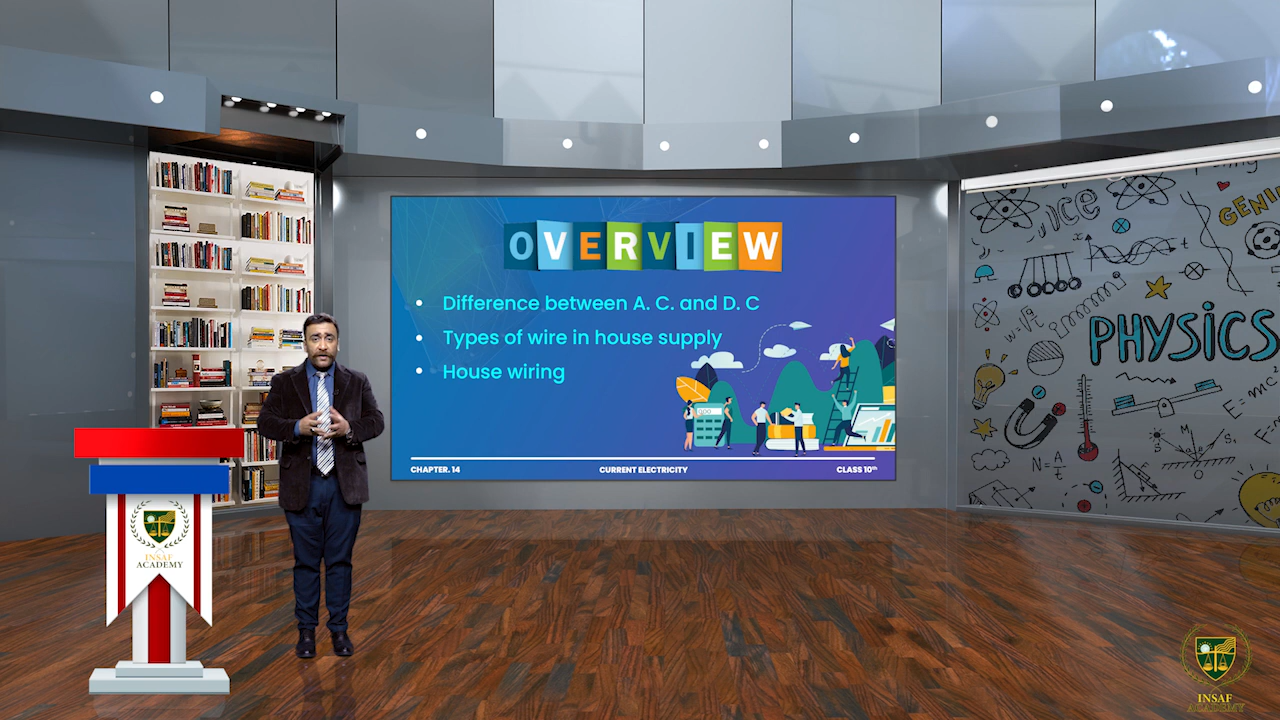 OVERVIEW
• Difference between A. C. and D. C
• Types of wire in house supply
• House wiring
CHAPTER. 14 CURRENT ELECTRICITY CLASS 10th
INSAF
ACADEMY
GENI
PHYSICS
N=A/t
E=mc²
F=
INSAF
ACADEMY